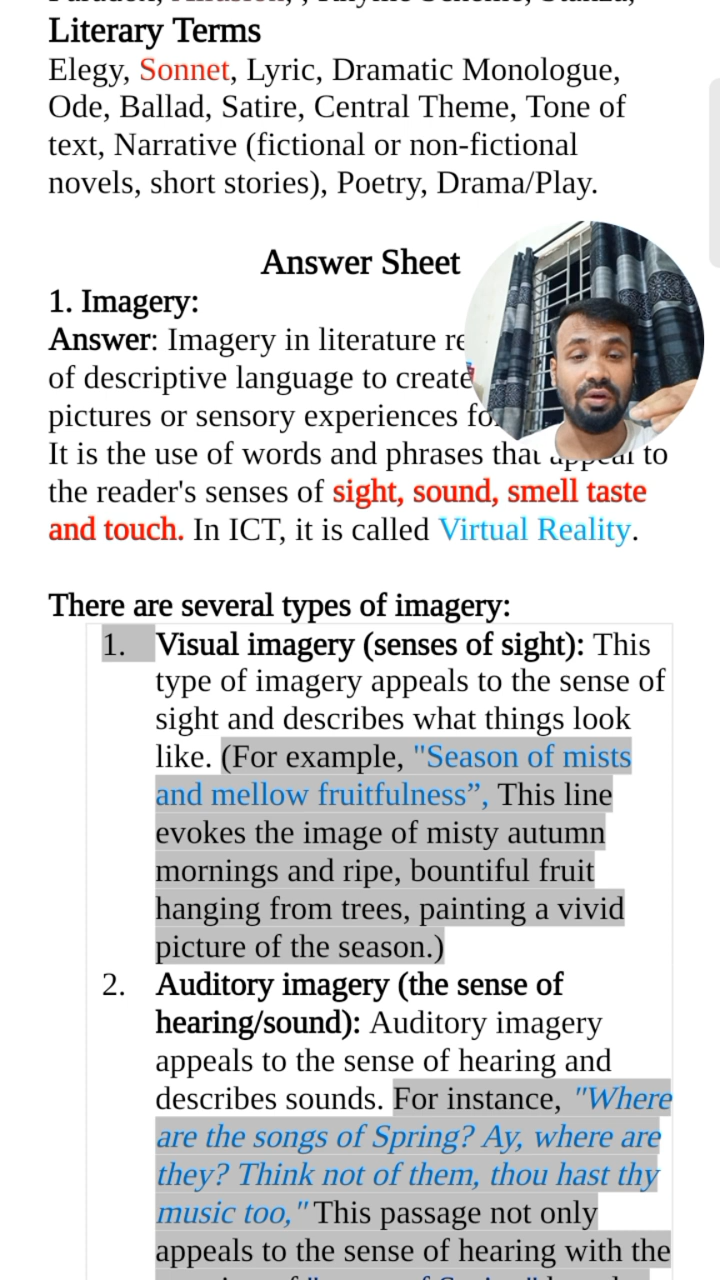 Literary Terms
Elegy, Sonnet, Lyric, Dramatic Monologue,
Ode, Ballad, Satire, Central Theme, Tone of
text, Narrative (fictional or non-fictional
novels, short stories), Poetry, Drama/Play.
Answer Sheet
1. Imagery:
Answer: Imagery in literature re
of descriptive language to create
pictures or sensory experiences fo
It is the use of words and phrases that appeal to
the reader's senses of sight, sound, smell taste
and touch. In ICT, it is called Virtual Reality.
There are several types of imagery:
1. Visual imagery (senses of sight): This
type of imagery appeals to the sense of
sight and describes what things look
like. (For example, "Season of mists
and mellow fruitfulness”, This line
evokes the image of misty autumn
mornings and ripe, bountiful fruit
hanging from trees, painting a vivid
picture of the season.)
2. Auditory imagery (the sense of
hearing/sound): Auditory imagery
appeals to the sense of hearing and
describes sounds. For instance, "Where
are the songs of Spring? Ay, where are
they? Think not of them, thou hast thy
music too," This passage not only
appeals to the sense of hearing with the